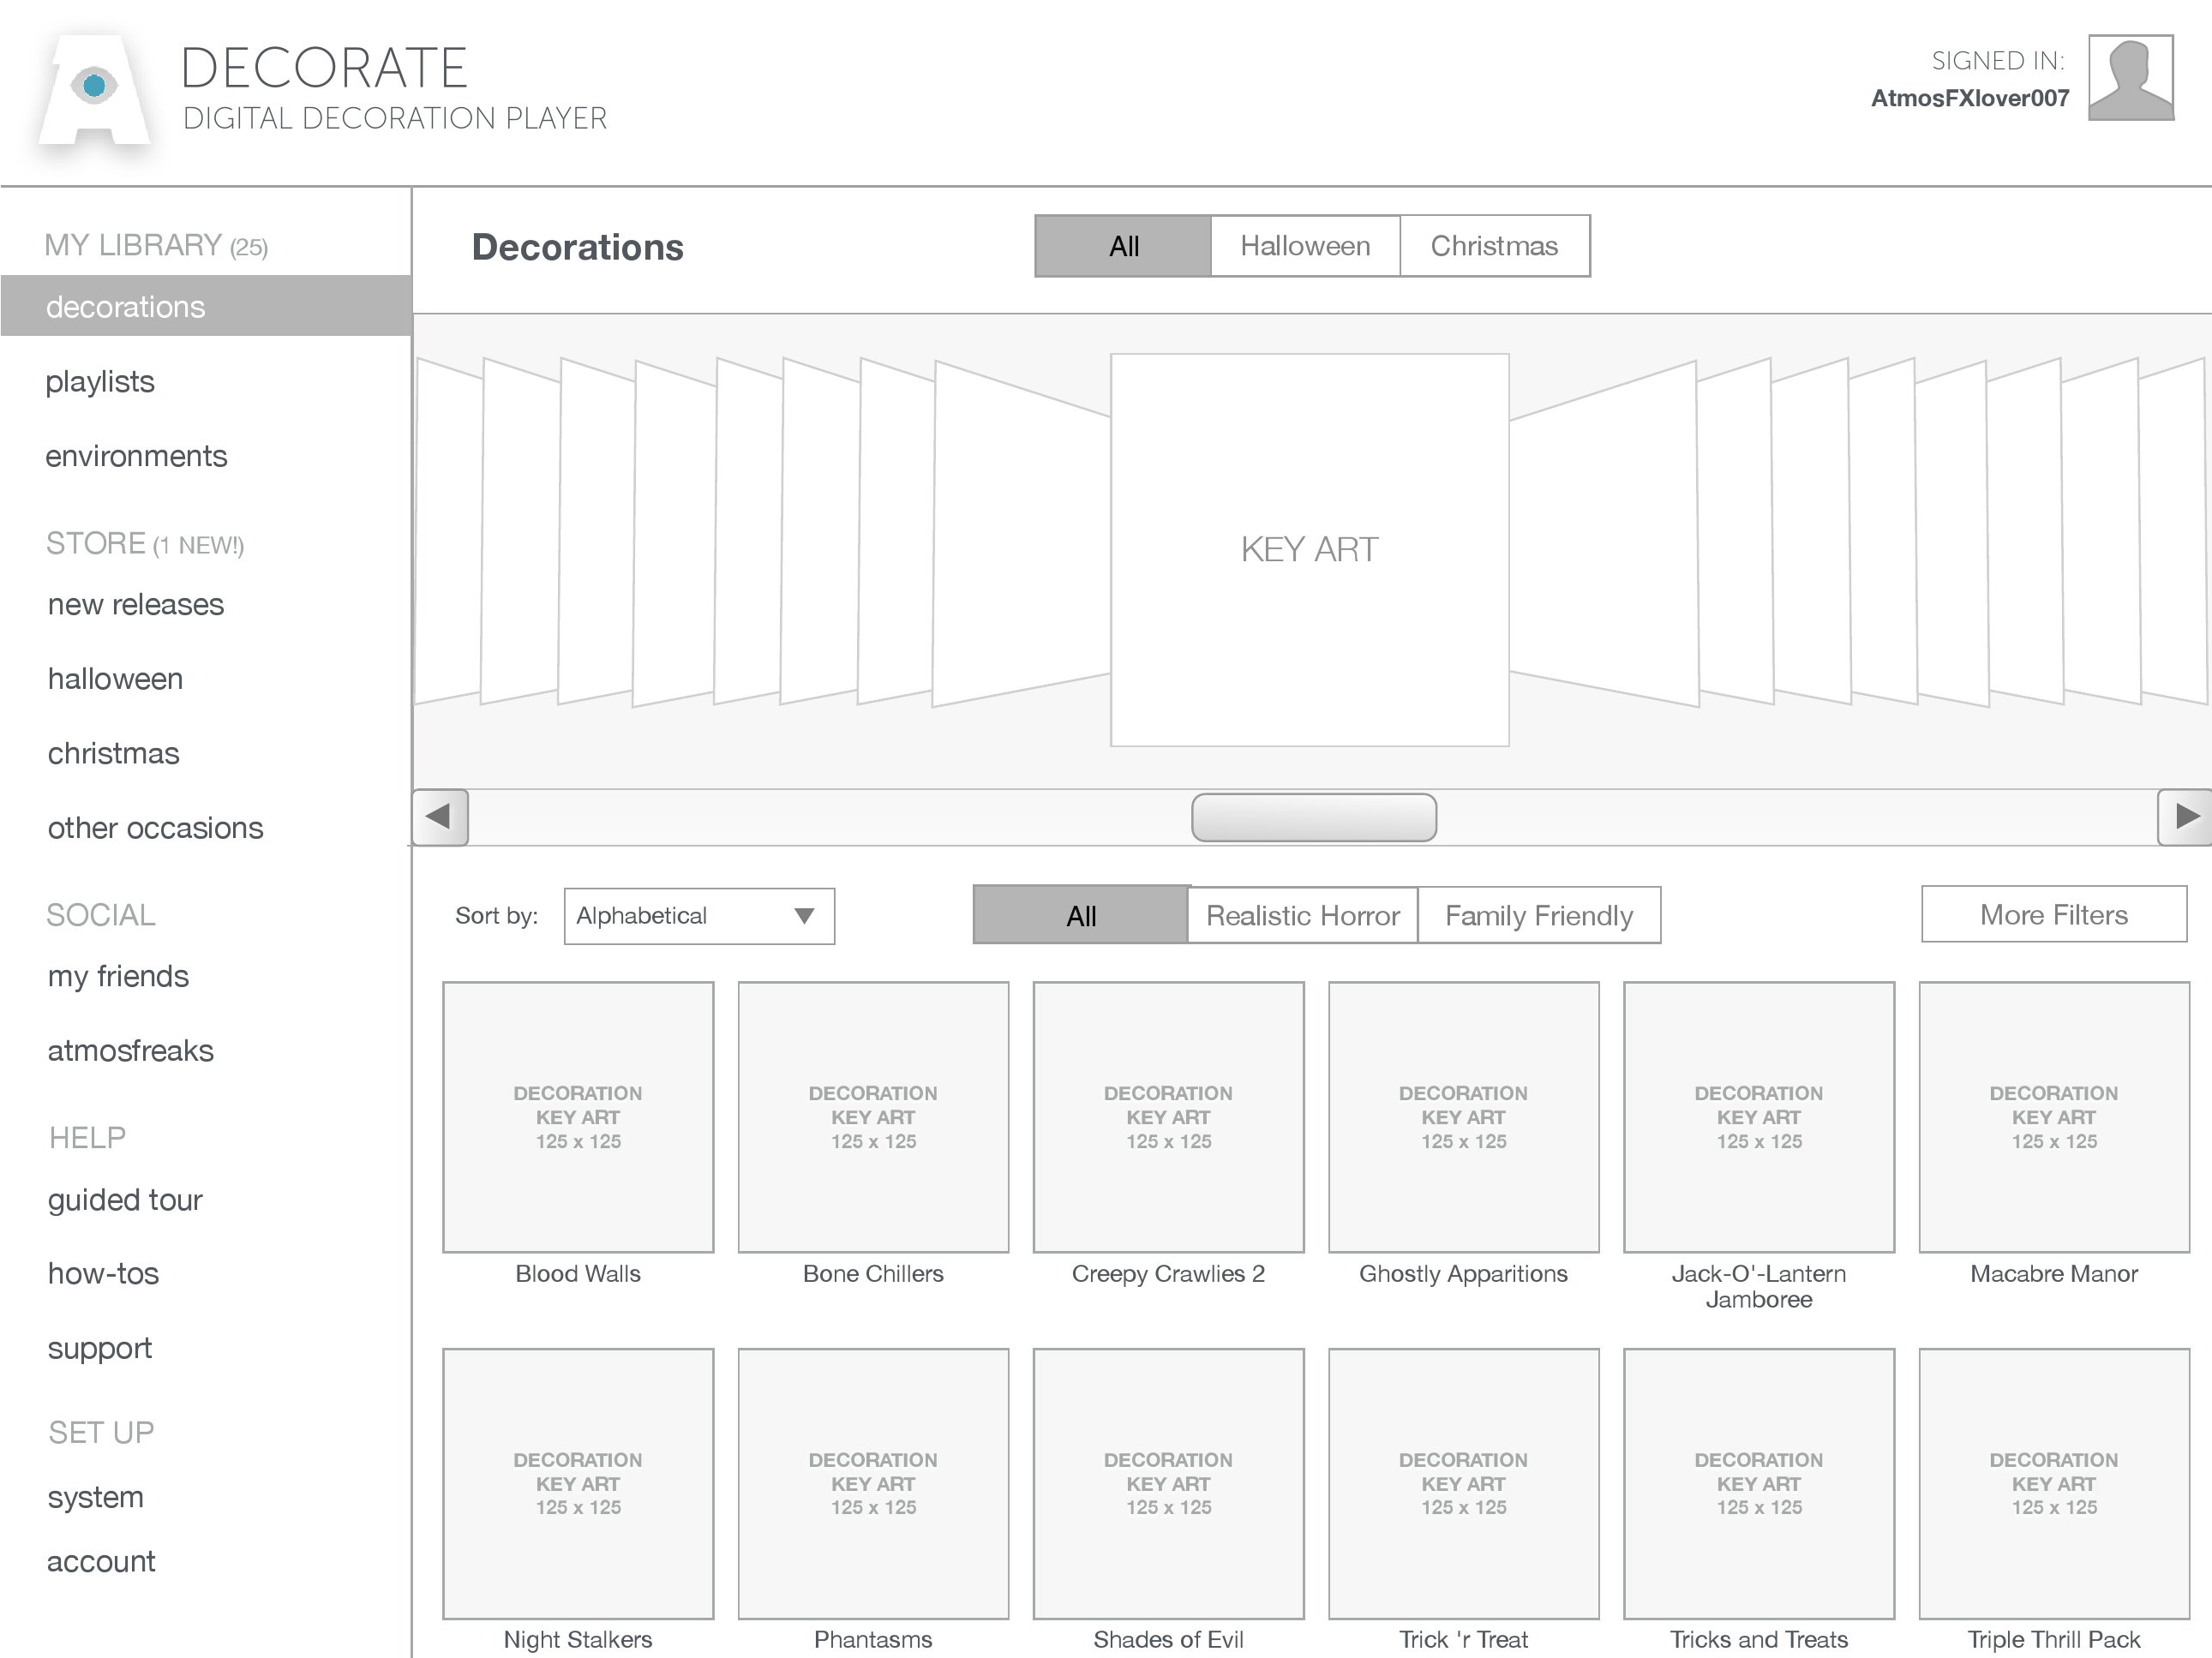 DECORATE
DIGITAL DECORATION PLAYER
SIGNED IN:
AtmosFXlover007
MY LIBRARY (25)
decorations
playlists
environments
STORE (1 NEW!)
new releases
halloween
christmas
other occasions
SOCIAL
my friends
atmosfreaks
HELP
guided tour
how-tos
support
SET UP
system
account
Decorations
All
Halloween
Christmas
KEY ART
Sort by:
Alphabetical
All
Realistic Horror
Family Friendly
More Filters
DECORATION
KEY ART
125 x 125
Blood Walls
DECORATION
KEY ART
125 x 125
Bone Chillers
DECORATION
KEY ART
125 x 125
Creepy Crawlies 2
DECORATION
KEY ART
125 x 125
Ghostly Apparitions
DECORATION
KEY ART
125 x 125
Jack-O'-Lantern
Jamboree
DECORATION
KEY ART
125 x 125
Macabre Manor
DECORATION
KEY ART
125 x 125
Night Stalkers
DECORATION
KEY ART
125 x 125
Phantasms
DECORATION
KEY ART
125 x 125
Shades of Evil
DECORATION
KEY ART
125 x 125
Trick 'r Treat
DECORATION
KEY ART
125 x 125
Tricks and Treats
DECORATION
KEY ART
125 x 125
Triple Thrill Pack